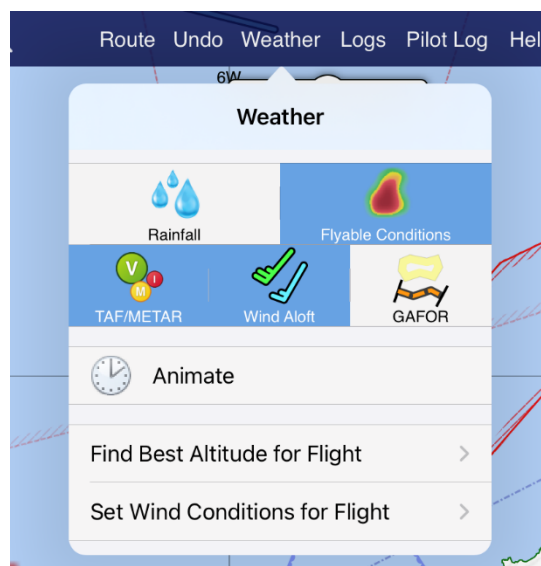 Route Undo Weather Logs Pilot Log Hel
6W
Weather
Rainfall Flyable Conditions
V I M
TAF/METAR Wind Aloft GAFOR
Animate
Find Best Altitude for Flight
Set Wind Conditions for Flight